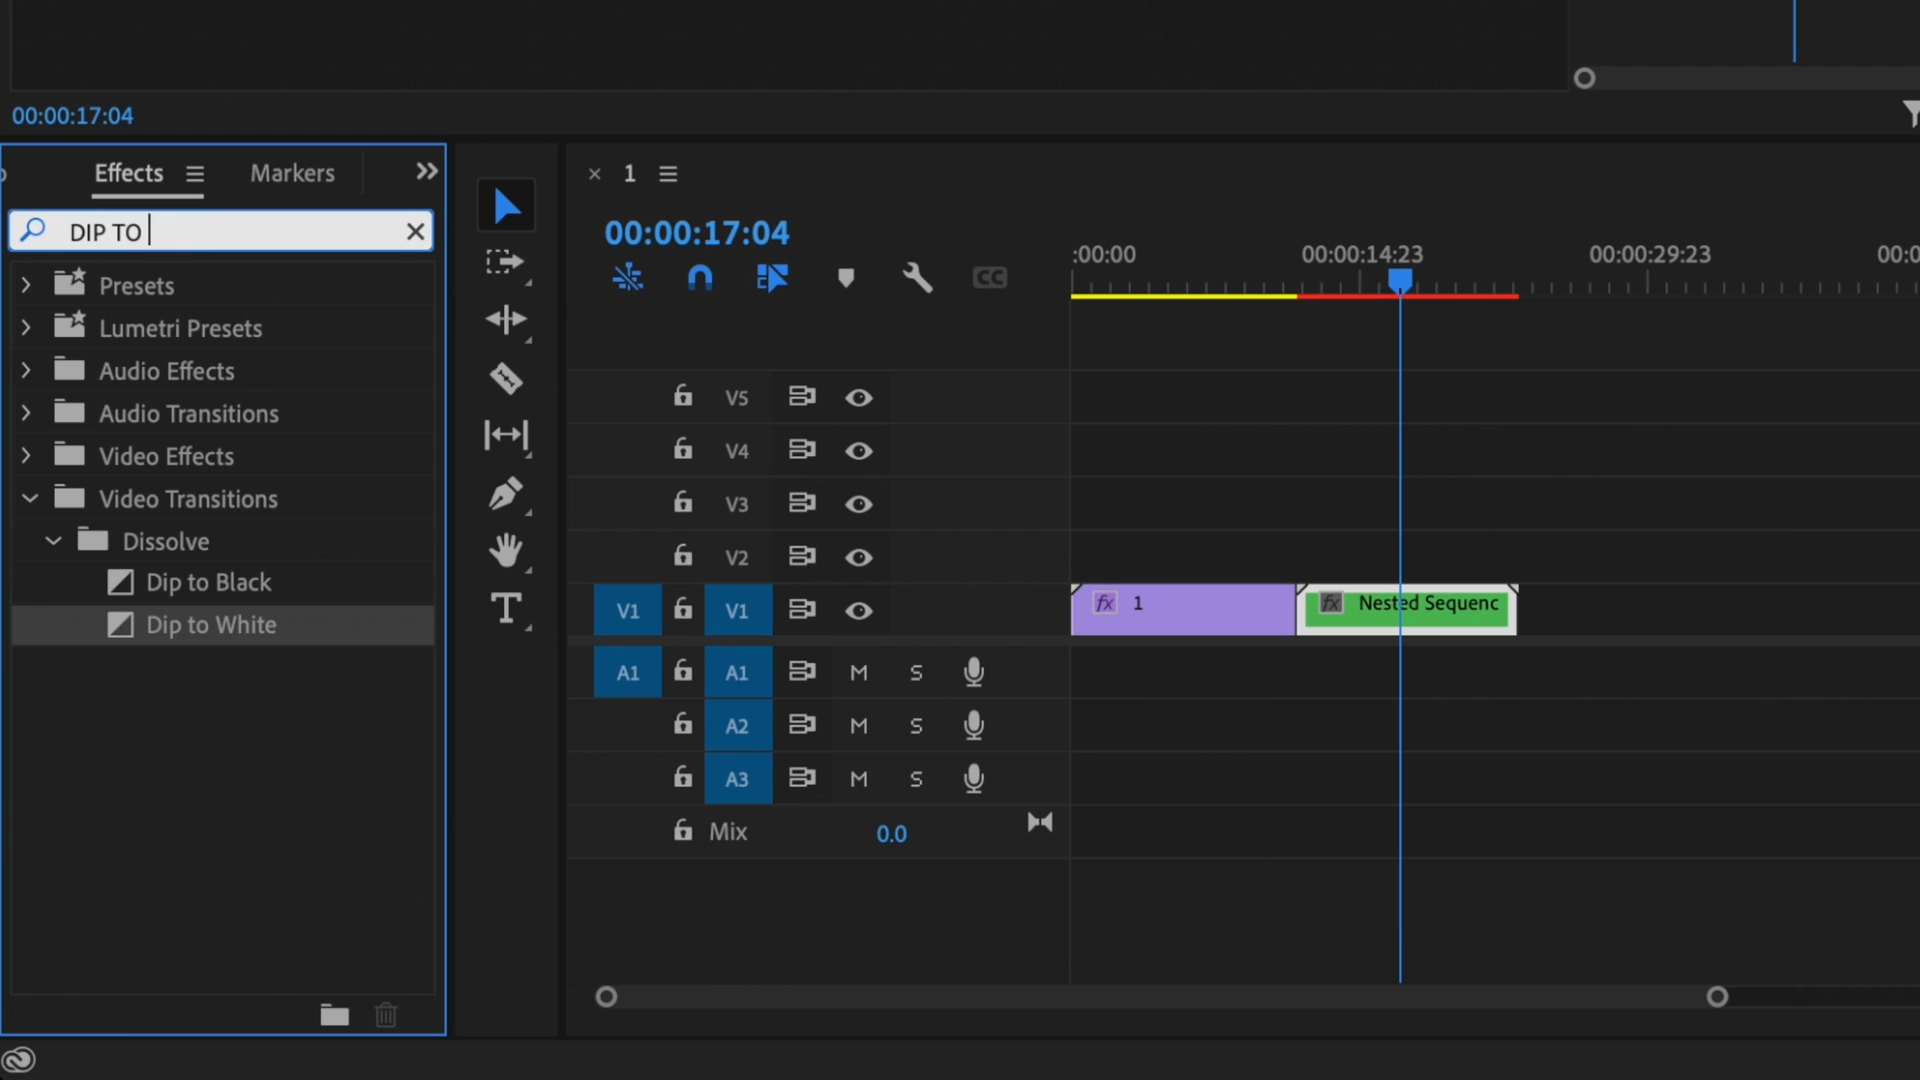 00:00:17:04
Effects
Markers
DIP TO
Presets
Lumetri Presets
Audio Effects
Audio Transitions
Video Effects
Video Transitions
Dissolve
Dip to Black
Dip to White
T
1
00:00:17:04
CC
:00:00
00:00:14:23
00:00:29:23
00:0
V5
V4
V3
V2
V1 V1
fx 1
fx Nested Sequenc
A1 A1 M S
A2 M S
A3 M S
Mix 0.0